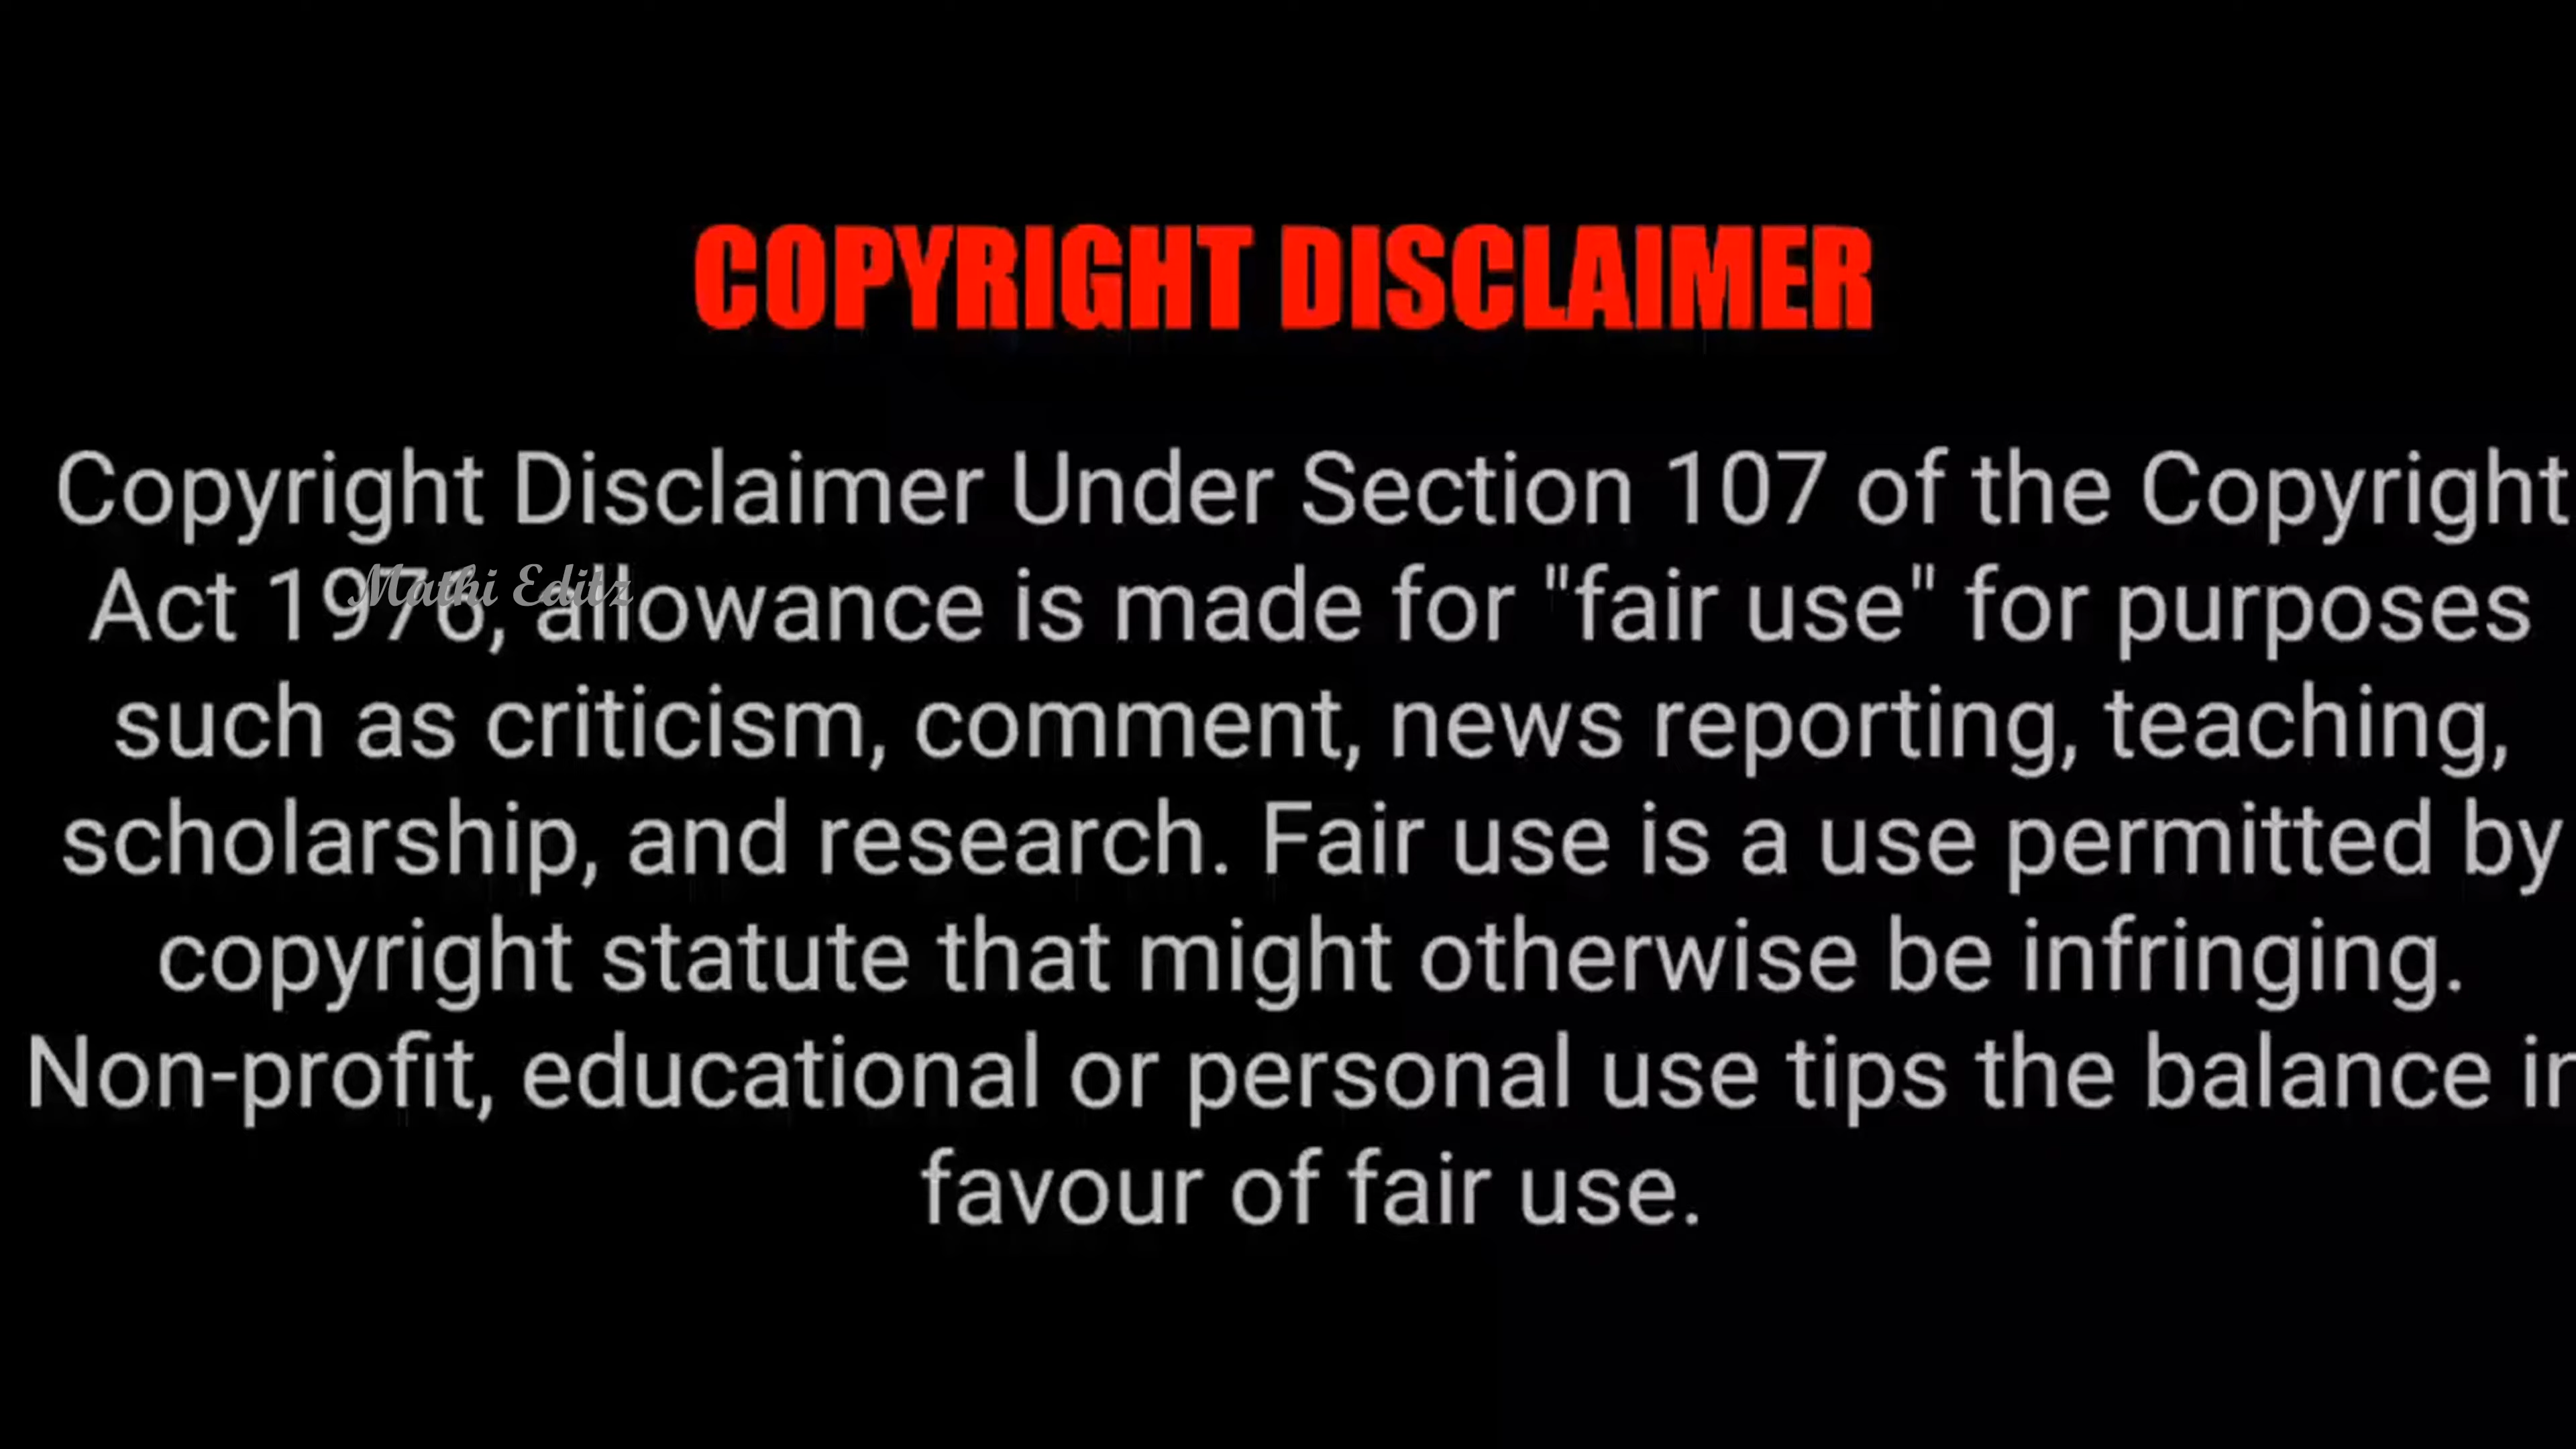 COPYRIGHT DISCLAIMER
Copyright Disclaimer Under Section 107 of the Copyright
Act 1976, allowance is made for "fair use" for purposes
Mathi Editz
such as criticism, comment, news reporting, teaching,
scholarship, and research. Fair use is a use permitted by
copyright statute that might otherwise be infringing.
Non-profit, educational or personal use tips the balance in
favour of fair use.